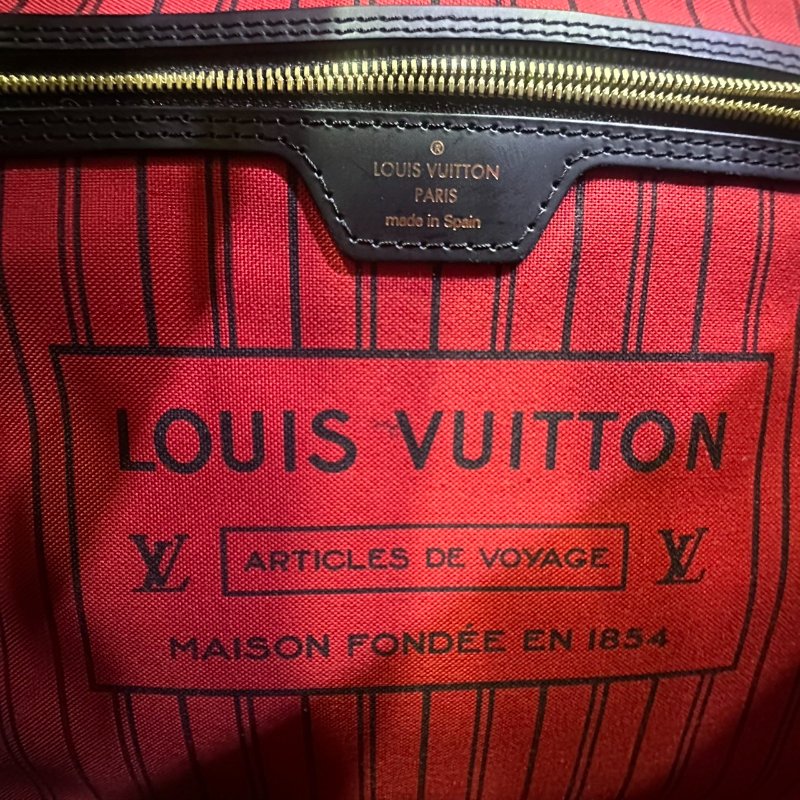 ®
LOUIS VUITTON
PARIS
made in Spain
LOUIS VUITTON
LV ARTICLES DE VOYAGE LV
MAISON FONDÉE EN 1854